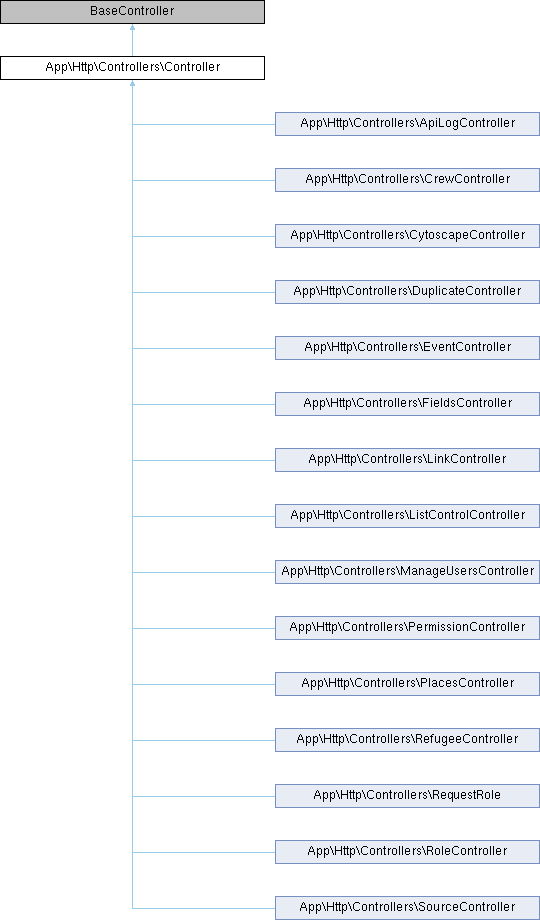 BaseController
App\Http\Controllers\Controller
App\Http\Controllers\ApiLogController
App\Http\Controllers\CrewController
App\Http\Controllers\CytoscapeController
App\Http\Controllers\DuplicateController
App\Http\Controllers\EventController
App\Http\Controllers\FieldsController
App\Http\Controllers\LinkController
App\Http\Controllers\ListControlController
App\Http\Controllers\ManageUsersController
App\Http\Controllers\PermissionController
App\Http\Controllers\PlacesController
App\Http\Controllers\RefugeeController
App\Http\Controllers\RequestRole
App\Http\Controllers\RoleController
App\Http\Controllers\SourceController